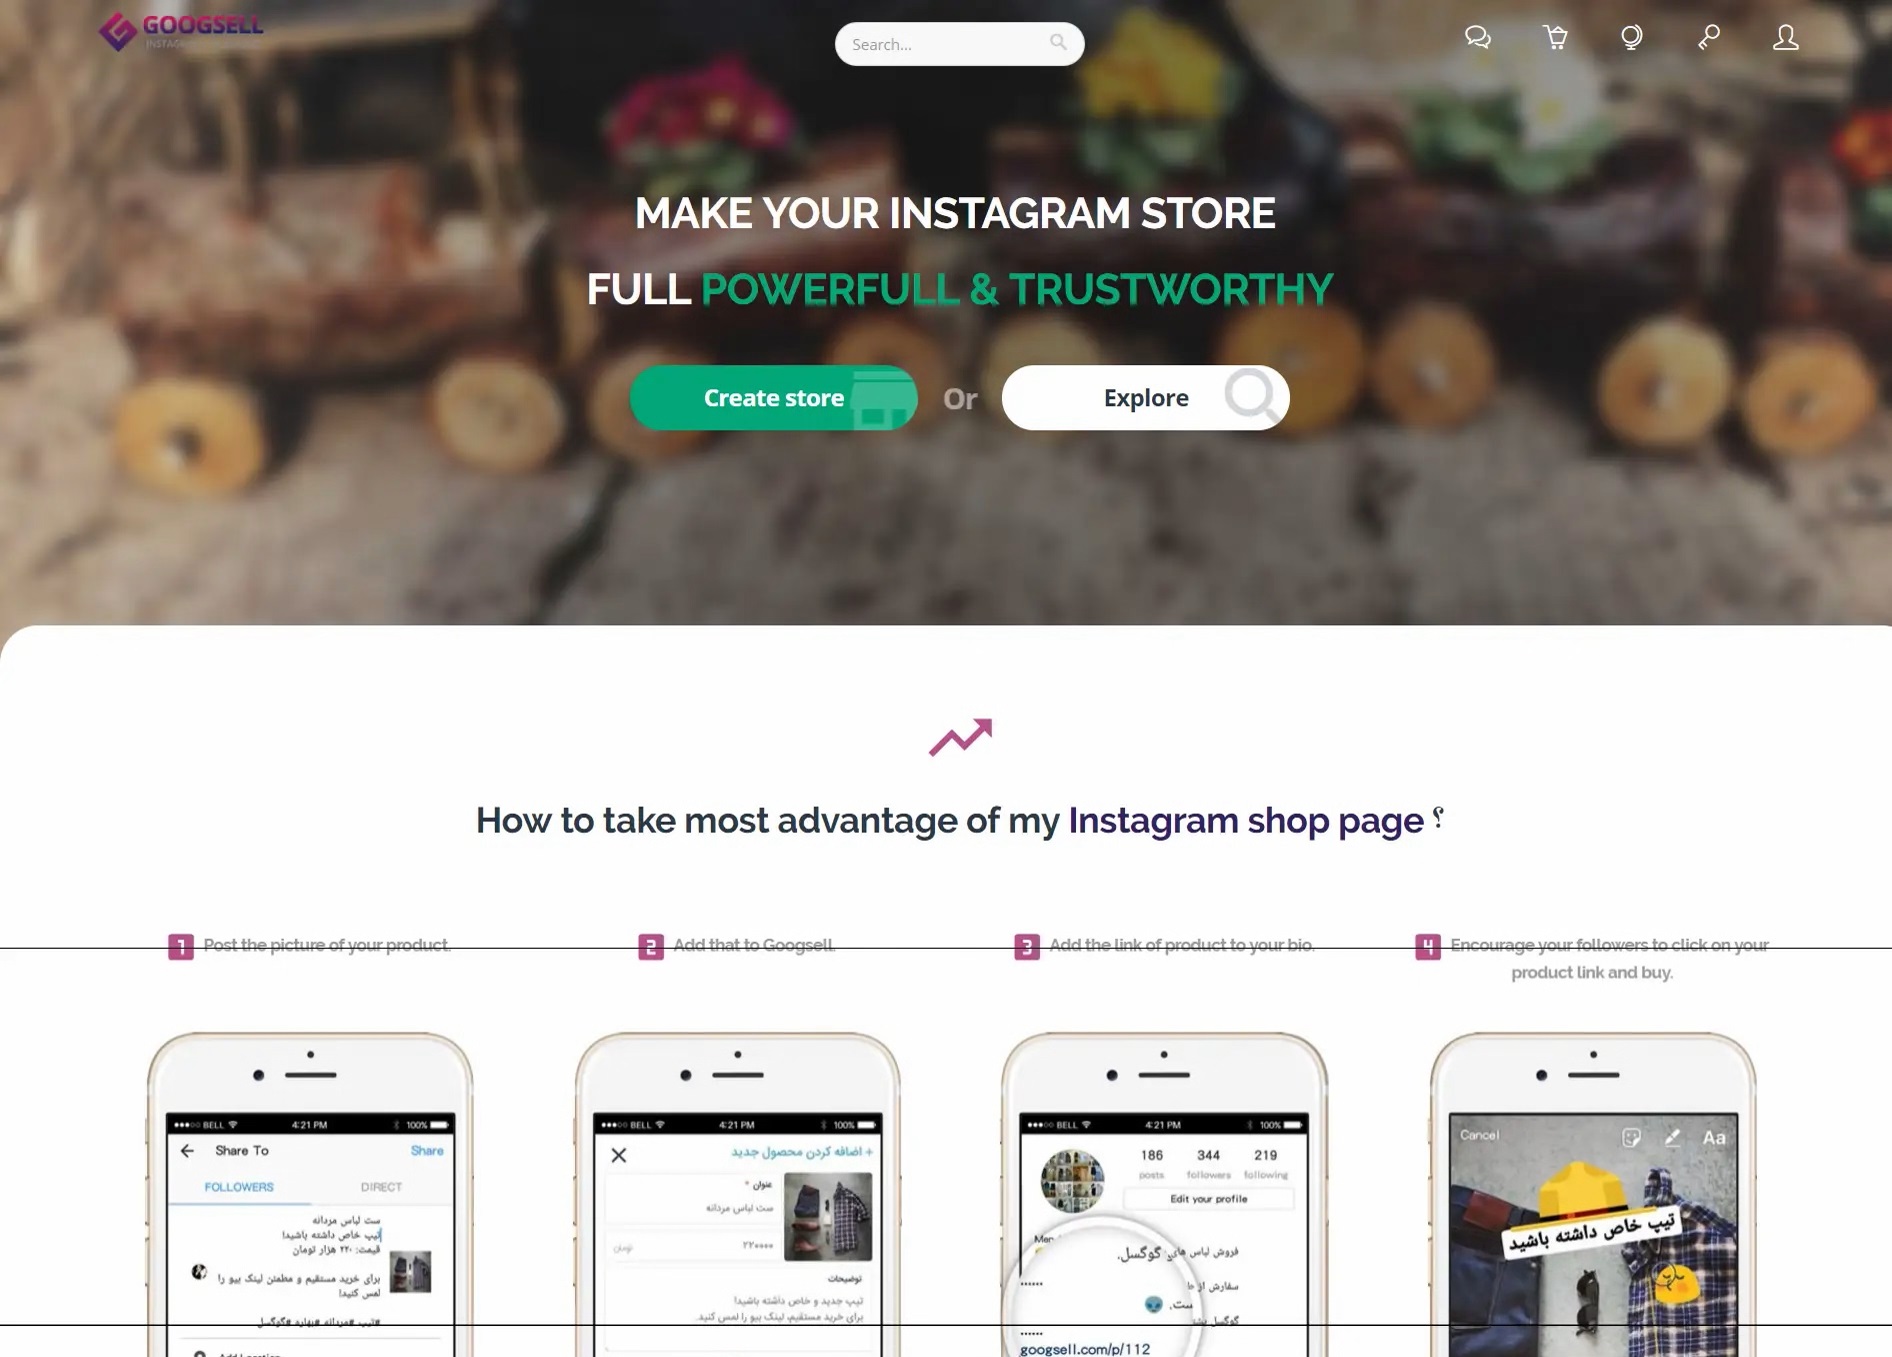 GOOGSELL
Search...
MAKE YOUR INSTAGRAM STORE
FULL POWERFULL & TRUSTWORTHY
Create store
Or
Explore
How to take most advantage of my Instagram shop page ؟
1 Post the picture of your product.
2 Add that to Googsell.
3 Add the link of product to your bio.
4 Encourage your followers to click on your
product link and buy.
BELL 4:21 PM 100%
Share To Share
FOLLOWERS DIRECT
ست لباس مردانه
تیپ خاص داشته باشید!
قیمت: ۲۲۰ هزار تومان
برای خرید مستقیم و مطمئن لینک بیو را
لمس کنید!
#تیپ #مردانه #بهاره #گوگسل
BELL 4:21 PM 100%
+ اضافه کردن محصول جدید
عنوان *
ست لباس مردانه
۲۲۰۰۰۰
تومان
توضیحات
تیپ جدید و خاص داشته باشید!
برای خرید مستقیم، لینک بیو را لمس کنید.
BELL 4:21 PM 100%
186 344 219
posts followers following
Edit your profile
فروش لباس های گوگسل.
سفارش از
ست.
گوگسل
googsell.com/p/112
Cancel Aa
تیپ خاص داشته باشید